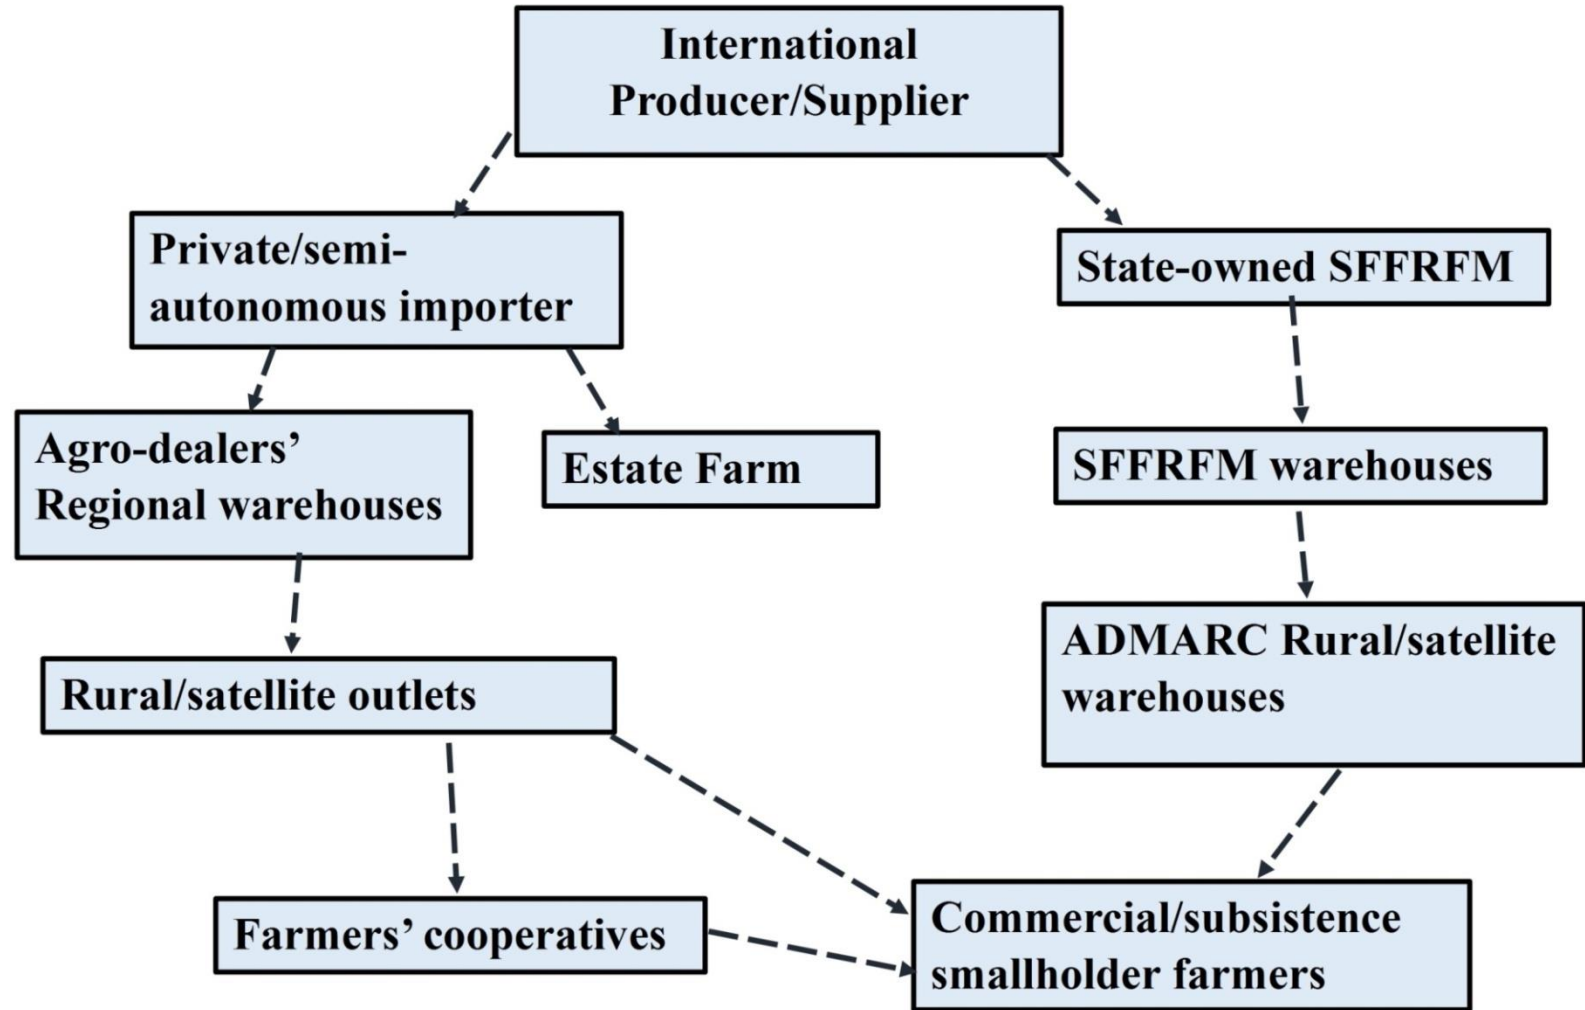 International
Producer/Supplier
Private/semi-
autonomous importer
State-owned SFFRFM
Agro-dealers’
Regional warehouses
Estate Farm
SFFRFM warehouses
Rural/satellite outlets
ADMARC Rural/satellite
warehouses
Farmers’ cooperatives
Commercial/subsistence
smallholder farmers